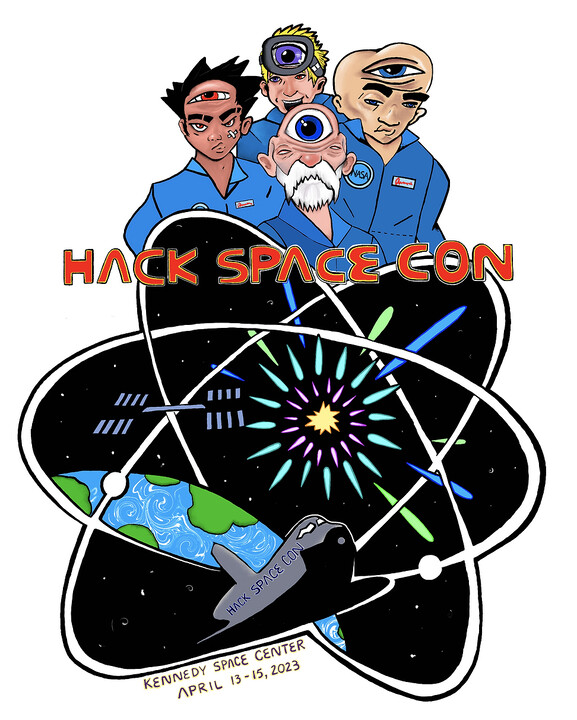 NASA
HACK SPACE CON
HACK SPACE CON
KENNEDY SPACE CENTER
APRIL 13-15, 2023